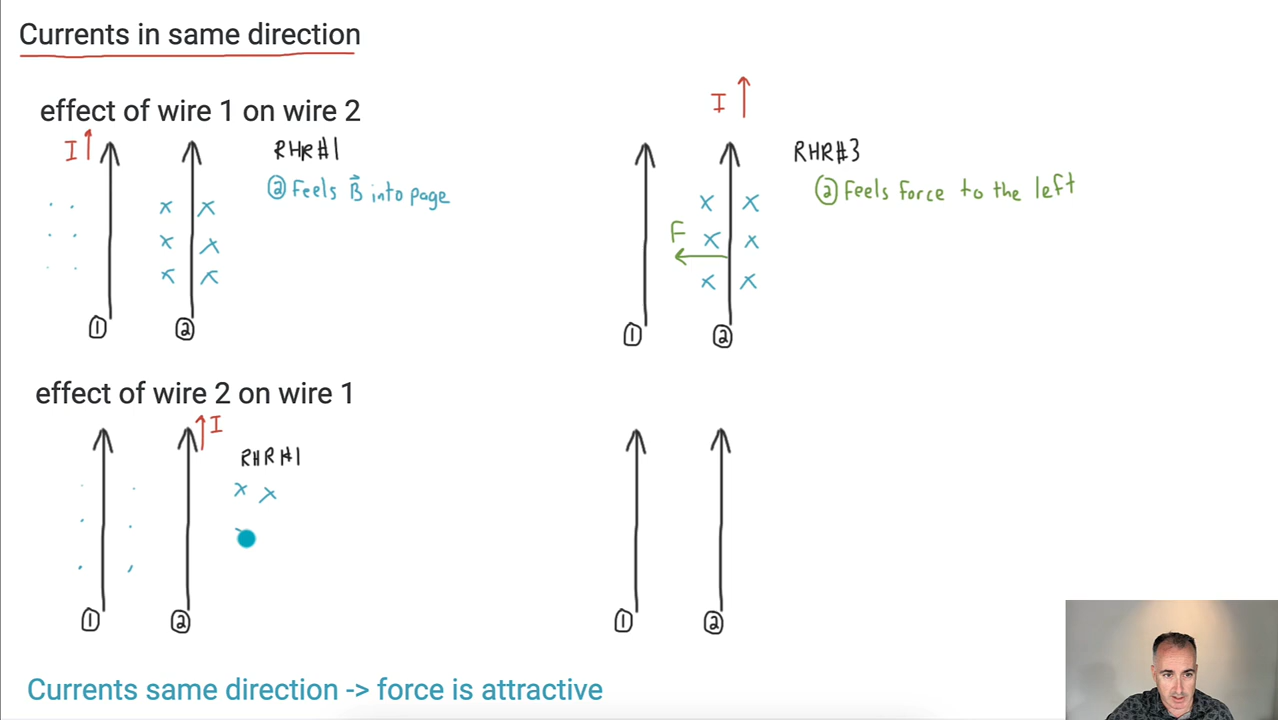 Currents in same direction
effect of wire 1 on wire 2
I
RHR#1
② Feels B⃗ into page
① ②
I
RHR#3
② Feels Force to the left
F
① ②
effect of wire 2 on wire 1
I
RHR#1
① ②
① ②
Currents same direction -> force is attractive